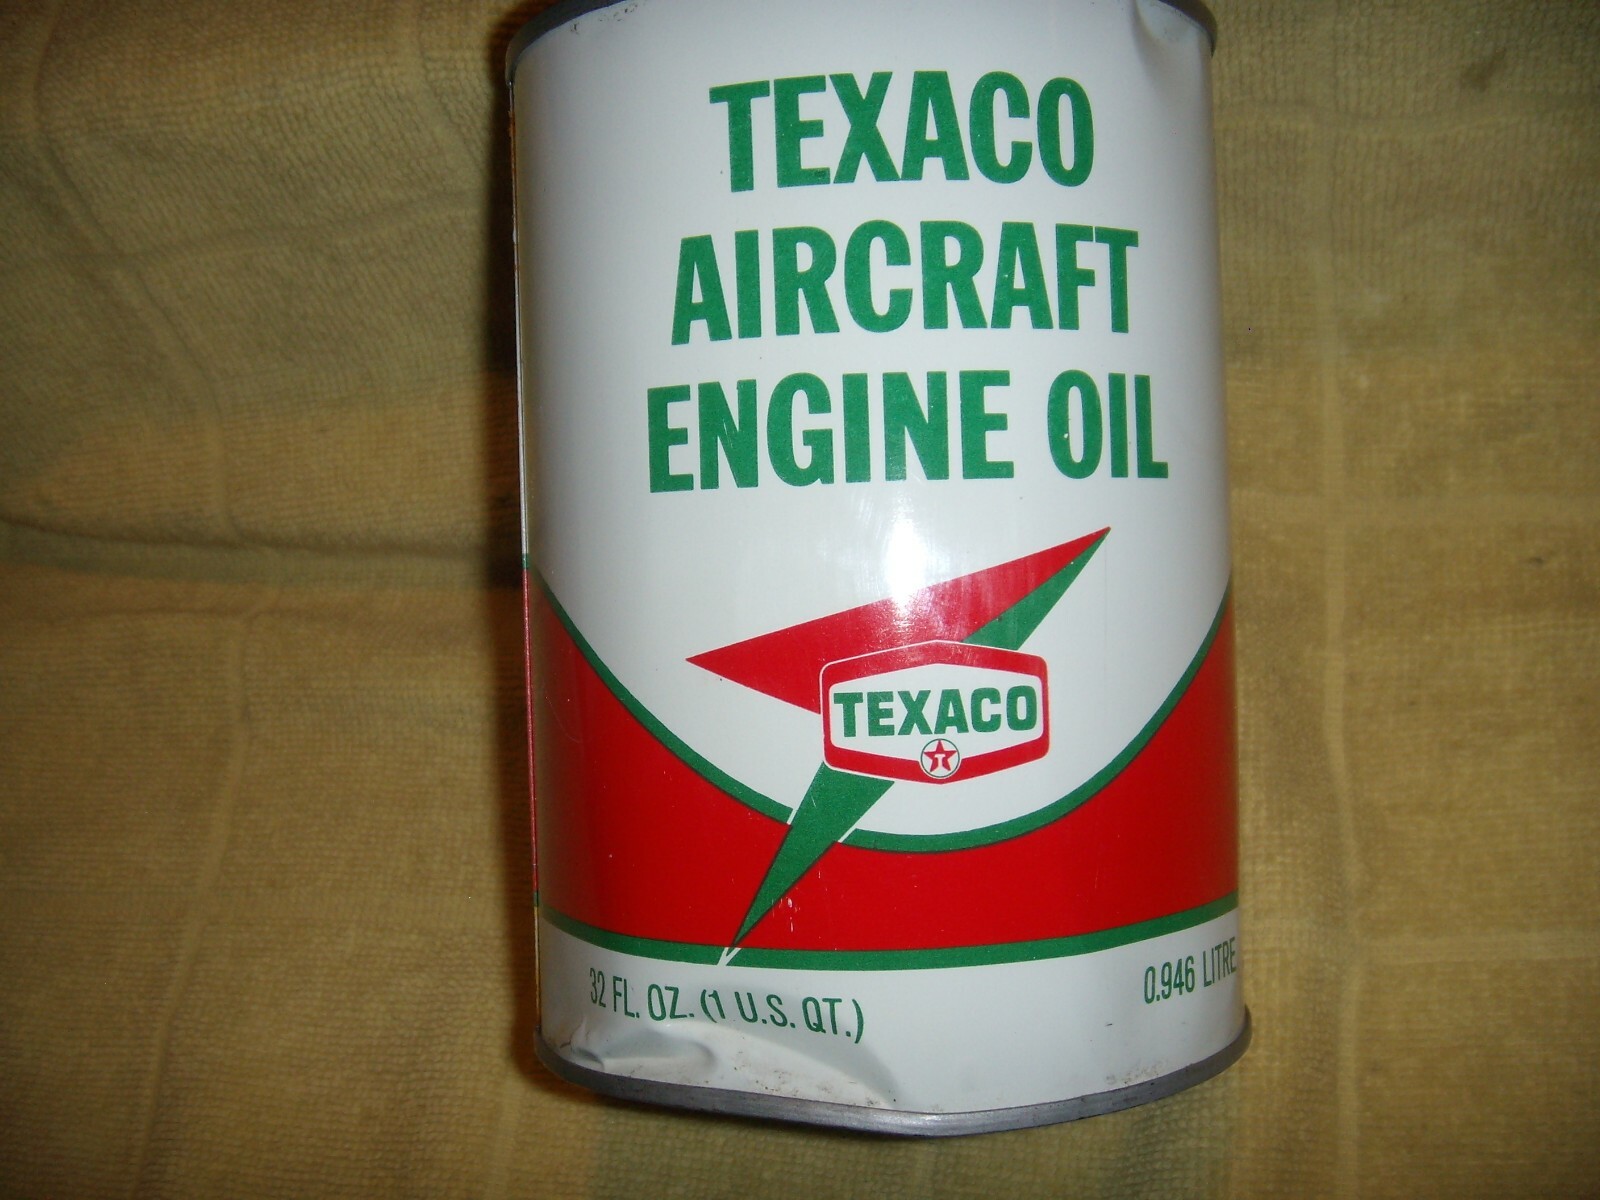 TEXACO
AIRCRAFT
ENGINE OIL
TEXACO
T
32 FL. OZ. (1 U.S. QT.) 0.946 LITRE